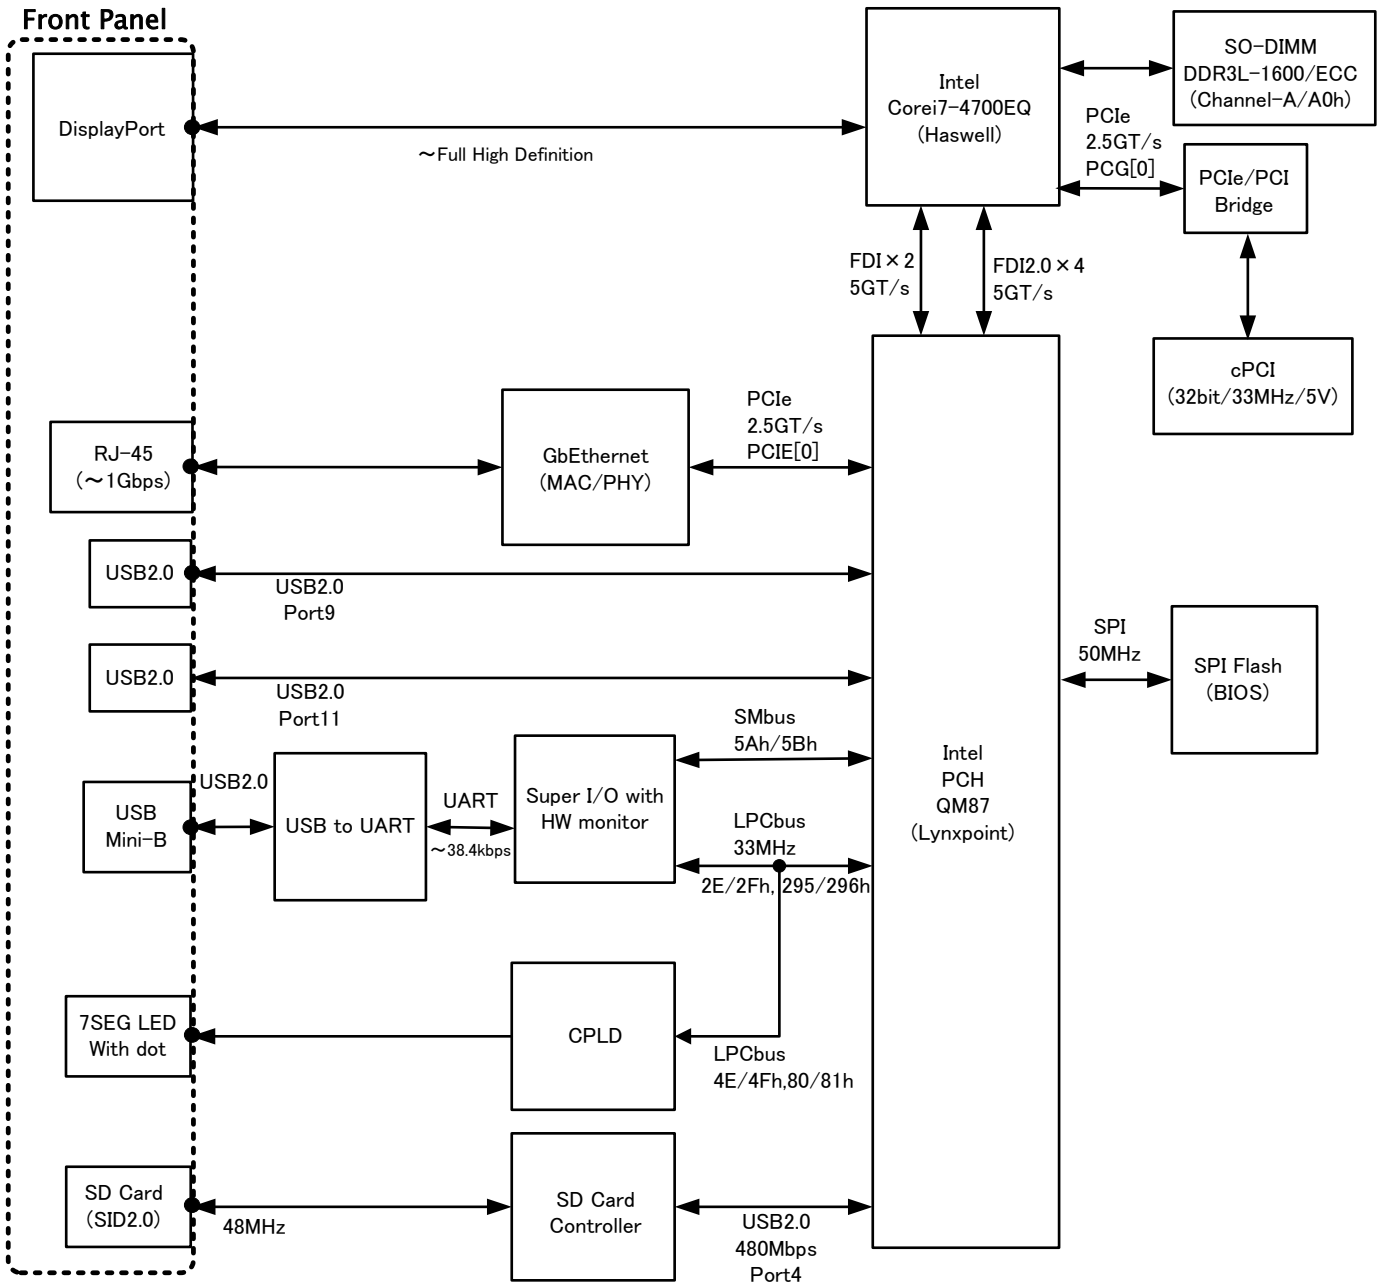 Front Panel
DisplayPort
～Full High Definition
Intel
Corei7-4700EQ
(Haswell)
SO-DIMM
DDR3L-1600/ECC
(Channel-A/A0h)
PCIe
2.5GT/s
PCG[0]
PCIe/PCI
Bridge
FDI×2
5GT/s
FDI2.0×4
5GT/s
cPCI
(32bit/33MHz/5V)
RJ-45
(～1Gbps)
GbEthernet
(MAC/PHY)
PCIe
2.5GT/s
PCIE[0]
USB2.0
USB2.0
Port9
USB2.0
USB2.0
Port11
SPI
50MHz
SPI Flash
(BIOS)
Intel
PCH
QM87
(Lynxpoint)
SMbus
5Ah/5Bh
USB
Mini-B
USB2.0
USB to UART
UART
～38.4kbps
Super I/O with
HW monitor
LPCbus
33MHz
2E/2Fh, 295/296h
7SEG LED
With dot
CPLD
LPCbus
4E/4Fh,80/81h
SD Card
(SID2.0)
48MHz
SD Card
Controller
USB2.0
480Mbps
Port4